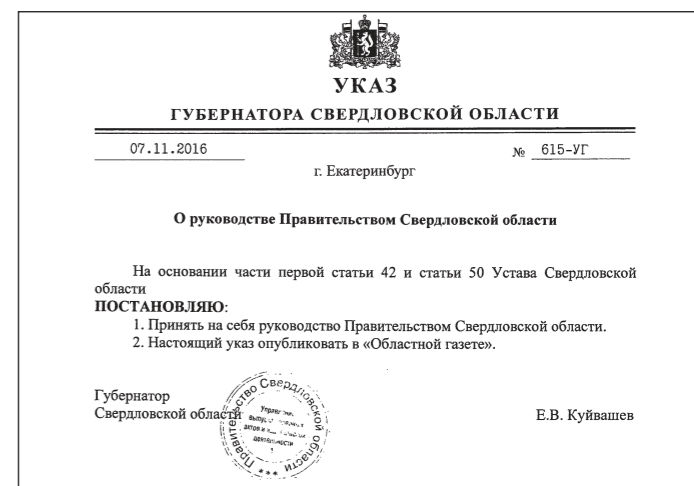 УКАЗ
ГУБЕРНАТОРА СВЕРДЛОВСКОЙ ОБЛАСТИ
07.11.2016
№ 615-УГ
г. Екатеринбург
О руководстве Правительством Свердловской области
На основании части первой статьи 42 и статьи 50 Устава Свердловской
области
ПОСТАНОВЛЯЮ:
1. Принять на себя руководство Правительством Свердловской области.
2. Настоящий указ опубликовать в «Областной газете».
Губернатор
Свердловской области
Е.В. Куйвашев
Правительство Свердловской области ***
актов и
деятельности